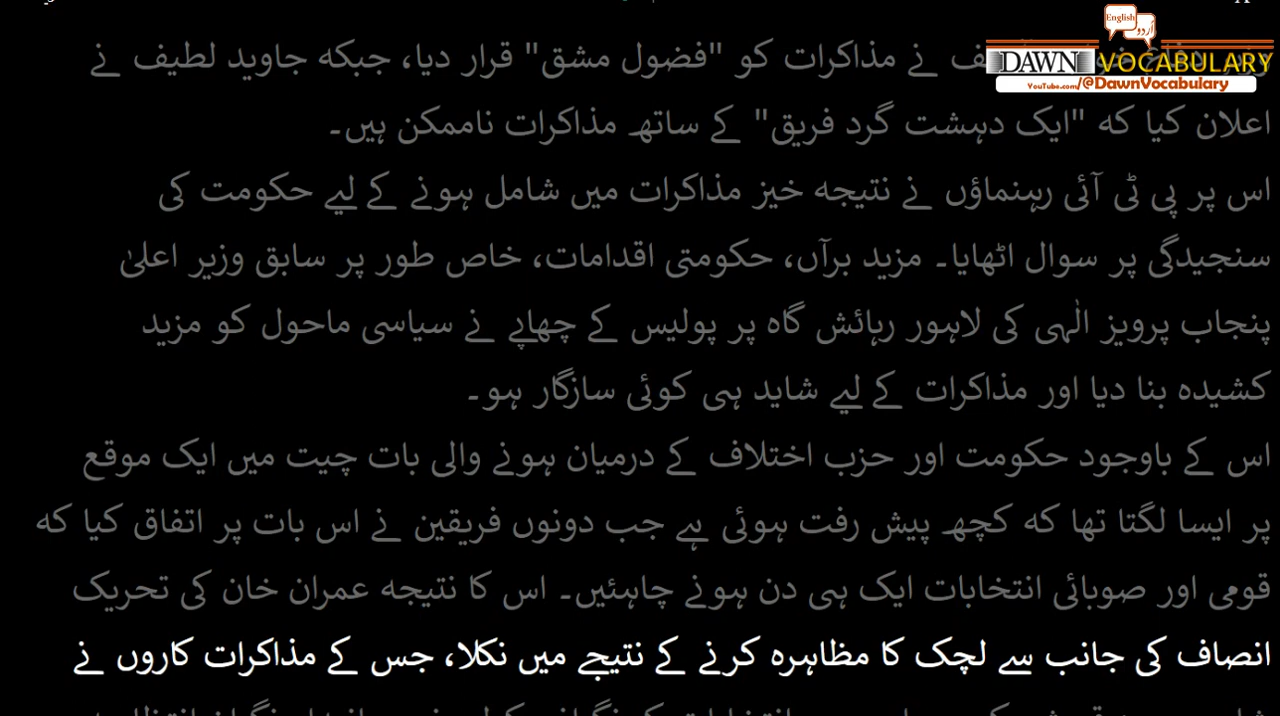 English
اُردو
DAWN VOCABULARY
YouTube.com/@DawnVocabulary
نے مذاکرات کو "فضول مشق" قرار دیا، جبکہ جاوید لطیف نے
اعلان کیا کہ "ایک دہشت گرد فریق" کے ساتھ مذاکرات ناممکن ہیں۔
اس پر پی ٹی آئی رہنماؤں نے نتیجہ خیز مذاکرات میں شامل ہونے کے لیے حکومت کی
سنجیدگی پر سوال اٹھایا۔ مزید برآں، حکومتی اقدامات، خاص طور پر سابق وزیر اعلیٰ
پنجاب پرویز الٰہی کی لاہور رہائش گاہ پر پولیس کے چھاپے نے سیاسی ماحول کو مزید
کشیدہ بنا دیا اور مذاکرات کے لیے شاید ہی کوئی سازگار ہو۔
اس کے باوجود حکومت اور حزب اختلاف کے درمیان ہونے والی بات چیت میں ایک موقع
پر ایسا لگتا تھا کہ کچھ پیش رفت ہوئی ہے جب دونوں فریقین نے اس بات پر اتفاق کیا کہ
قومی اور صوبائی انتخابات ایک ہی دن ہونے چاہئیں۔ اس کا نتیجہ عمران خان کی تحریک
انصاف کی جانب سے لچک کا مظاہرہ کرنے کے نتیجے میں نکلا، جس کے مذاکرات کاروں نے